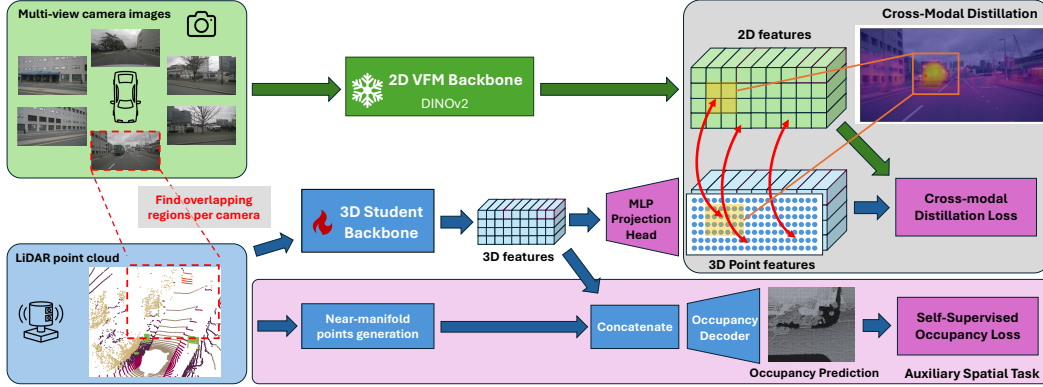 Multi-view camera images
2D VFM Backbone
DINOv2
2D features
Cross-Modal Distillation
Find overlapping
regions per camera
3D Student
Backbone
3D features
MLP
Projection
Head
3D Point features
Cross-modal
Distillation Loss
LiDAR point cloud
Near-manifold
points generation
Concatenate
Occupancy
Decoder
Occupancy Prediction
Self-Supervised
Occupancy Loss
Auxiliary Spatial Task